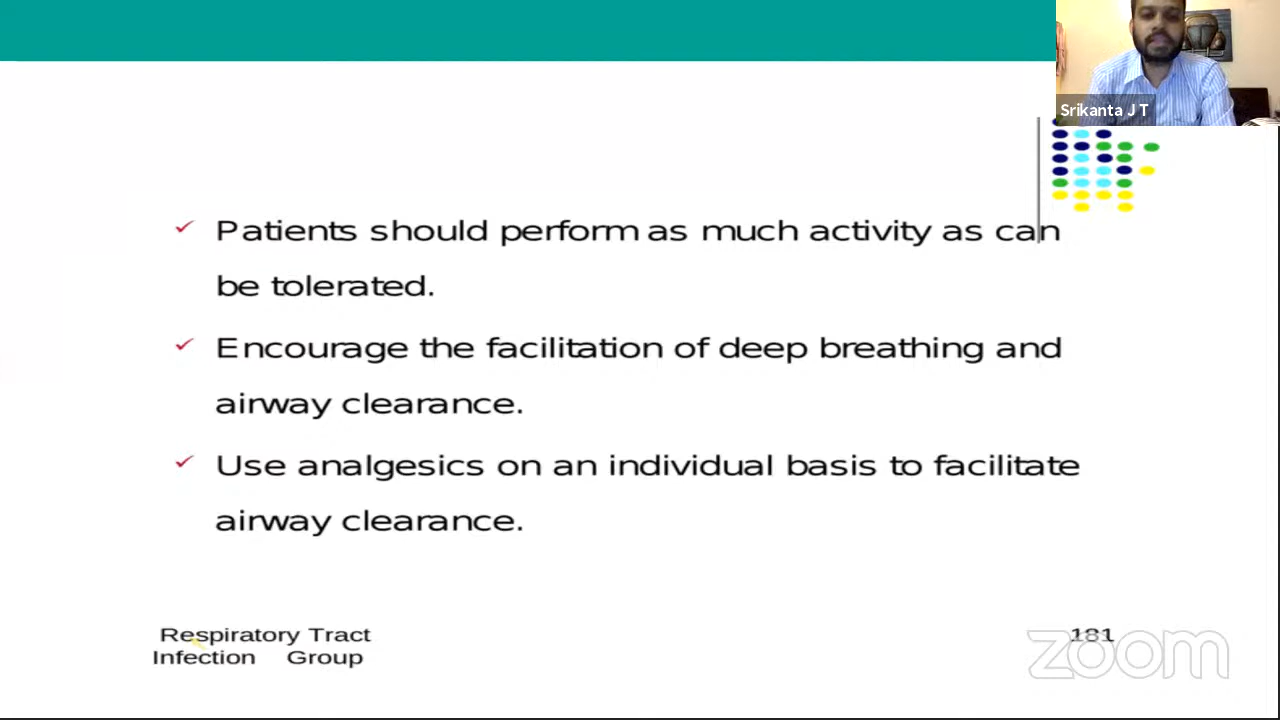 Srikanta J T
✓ Patients should perform as much activity as can
be tolerated.
✓ Encourage the facilitation of deep breathing and
airway clearance.
✓ Use analgesics on an individual basis to facilitate
airway clearance.
Respiratory Tract
Infection Group
181
zoom